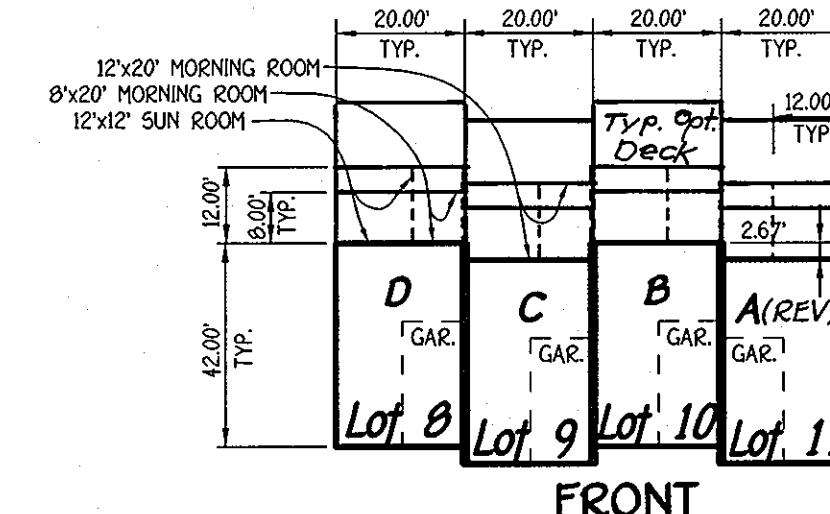 20.00' 20.00' 20.00' 20.00'
TYP. TYP. TYP. TYP.
12'x20' MORNING ROOM
8'x20' MORNING ROOM
12'x12' SUN ROOM
Typ. Opt.
Deck
12.00
TYP
12.00'
8.00'
TYP.
2.67'
42.00'
TYP.
D C B A(REV.
GAR. GAR. GAR. GAR.
Lot 8 Lot 9 Lot 10 Lot
FRONT